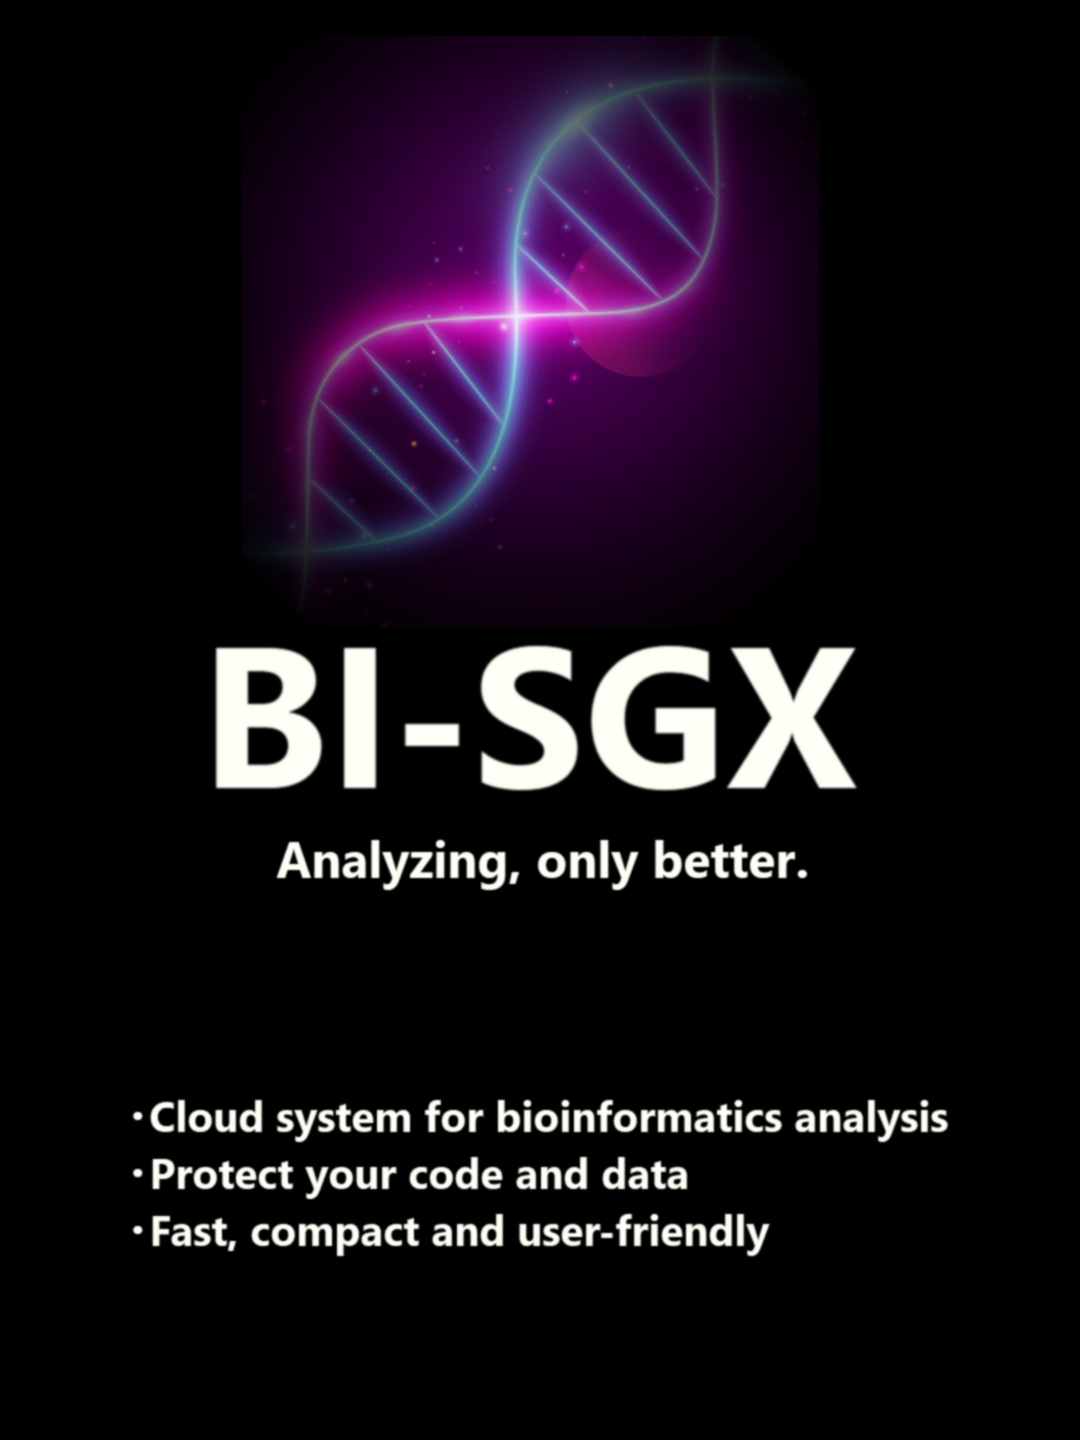 BI-SGX
Analyzing, only better.
・Cloud system for bioinformatics analysis
・Protect your code and data
・Fast, compact and user-friendly